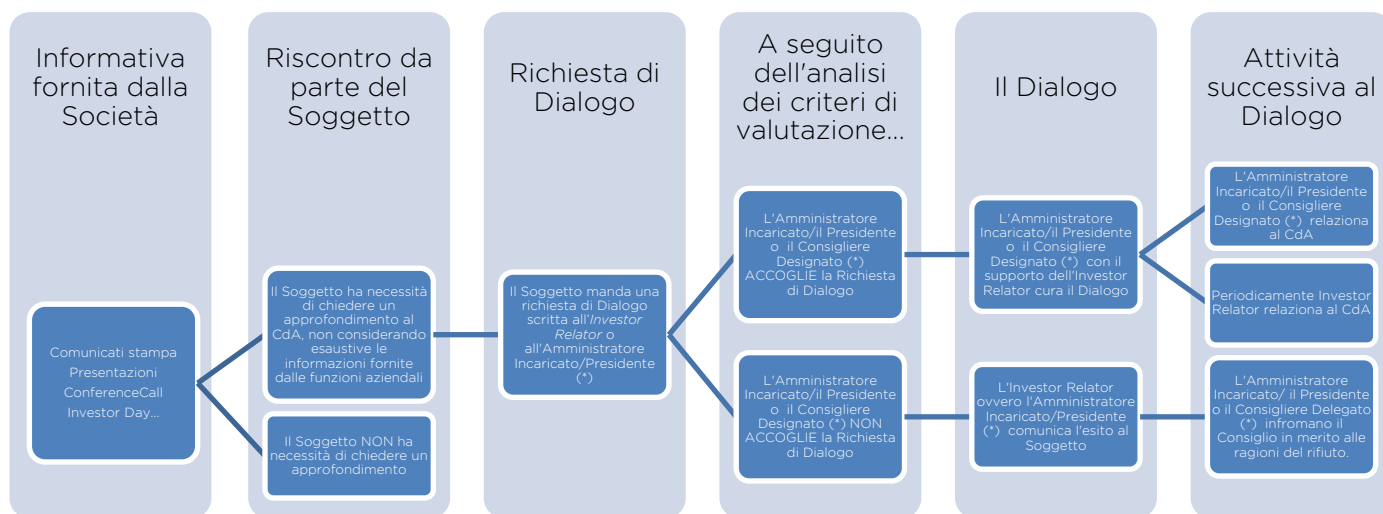 Informativa
fornita dalla
Società
Comunicati stampa
Presentazioni
ConferenceCall
Investor Day...
Riscontro da
parte del
Soggetto
Il Soggetto ha necessità
di chiedere un
approfondimento al
CdA, non considerando
esaustive le
informazioni fornite
dalle funzioni aziendali
Il Soggetto NON ha
necessità di chiedere un
approfondimento
Richiesta di
Dialogo
Il Soggetto manda una
richiesta di Dialogo
scritta all'Investor
Relator o
all'Amministratore
Incaricato/Presidente
(*)
A seguito
dell'analisi
dei criteri di
valutazione...
L'Amministratore
Incaricato/il Presidente
o il Consigliere
Designato (*)
ACCOGLIE la Richiesta
di Dialogo
L'Amministratore
Incaricato/il Presidente
o il Consigliere
Designato (*) NON
ACCOGLIE la Richiesta
di Dialogo
Il Dialogo
L'Amministratore
Incaricato/il Presidente
o il Consigliere
Designato (*) con il
supporto dell'Investor
Relator cura il Dialogo
L'Investor Relator
ovvero l'Amministratore
Incaricato/Presidente
(*) comunica l'esito al
Soggetto
Attività
successiva al
Dialogo
L'Amministratore
Incaricato/il Presidente
o il Consigliere
Designato (*) relaziona
al CdA
Periodicamente Investor
Relator relaziona al CdA
L'Amministratore
Incaricato/ il Presidente
o il Consigliere Delegato
(*) infromano il
Consiglio in merito alle
ragioni del rifiuto.